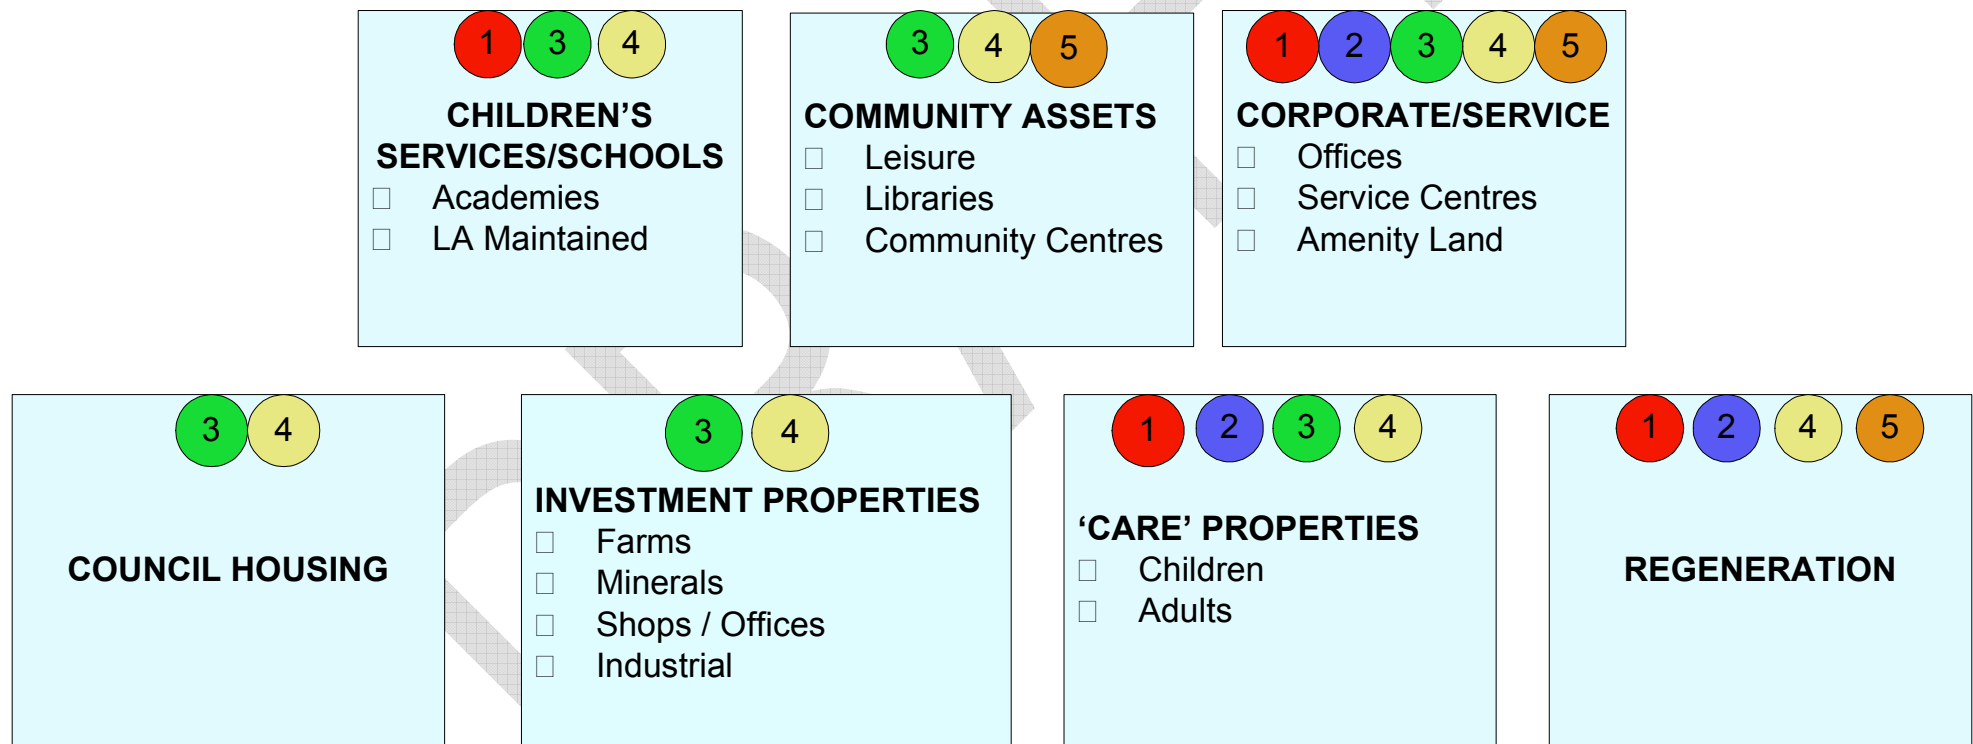 1 3 4
CHILDREN'S
SERVICES/SCHOOLS
Academies
LA Maintained
3 4 5
COMMUNITY ASSETS
Leisure
Libraries
Community Centres
1 2 3 4 5
CORPORATE/SERVICE
Offices
Service Centres
Amenity Land
3 4
COUNCIL HOUSING
3 4
INVESTMENT PROPERTIES
Farms
Minerals
Shops / Offices
Industrial
1 2 3 4
‘CARE’ PROPERTIES
Children
Adults
1 2 4 5
REGENERATION